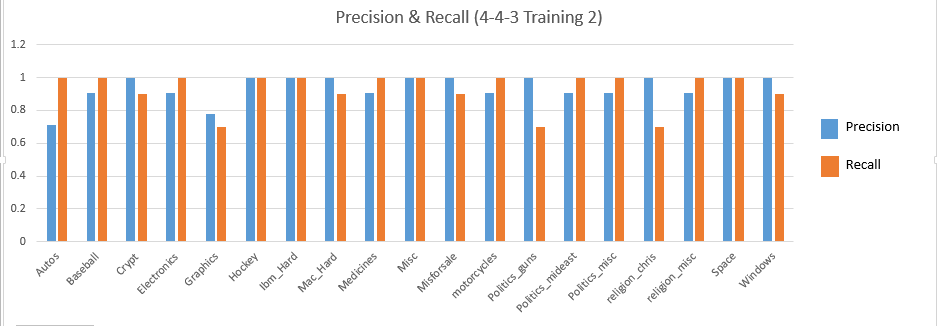 Precision & Recall (4-4-3 Training 2)
1.2
1
0.8
0.6
0.4
0.2
0
Autos
Baseball
Crypt
Electronics
Graphics
Hockey
Ibm_Hard
Mac_Hard
Medicines
Misc
Misforsale
motorcycles
Politics_guns
Politics_mideast
Politics_misc
religion_chris
religion_misc
Space
Windows
Precision
Recall